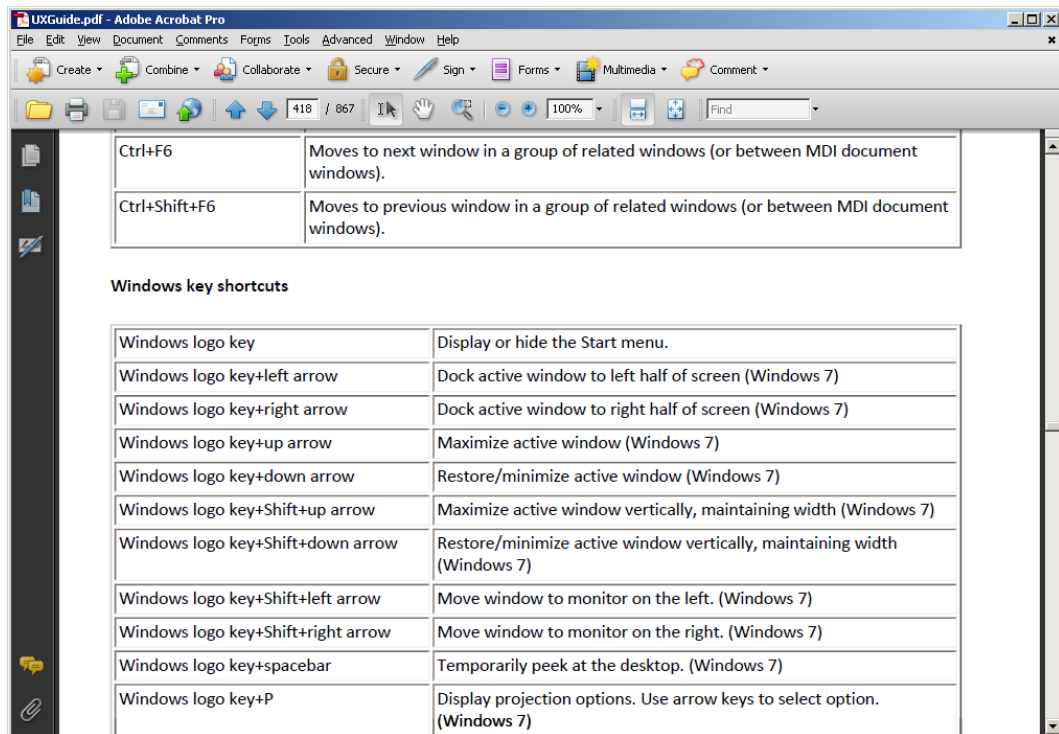 UXGuide.pdf - Adobe Acrobat Pro
File Edit View Document Comments Forms Tools Advanced Window Help
Create Combine Collaborate Secure Sign Forms Multimedia Comment
418 / 867 100% Find
Ctrl+F6 Moves to next window in a group of related windows (or between MDI document
windows).
Ctrl+Shift+F6 Moves to previous window in a group of related windows (or between MDI document
windows).
Windows key shortcuts
Windows logo key Display or hide the Start menu.
Windows logo key+left arrow Dock active window to left half of screen (Windows 7)
Windows logo key+right arrow Dock active window to right half of screen (Windows 7)
Windows logo key+up arrow Maximize active window (Windows 7)
Windows logo key+down arrow Restore/minimize active window (Windows 7)
Windows logo key+Shift+up arrow Maximize active window vertically, maintaining width (Windows 7)
Windows logo key+Shift+down arrow Restore/minimize active window vertically, maintaining width
(Windows 7)
Windows logo key+Shift+left arrow Move window to monitor on the left. (Windows 7)
Windows logo key+Shift+right arrow Move window to monitor on the right. (Windows 7)
Windows logo key+spacebar Temporarily peek at the desktop. (Windows 7)
Windows logo key+P Display projection options. Use arrow keys to select option.
(Windows 7)